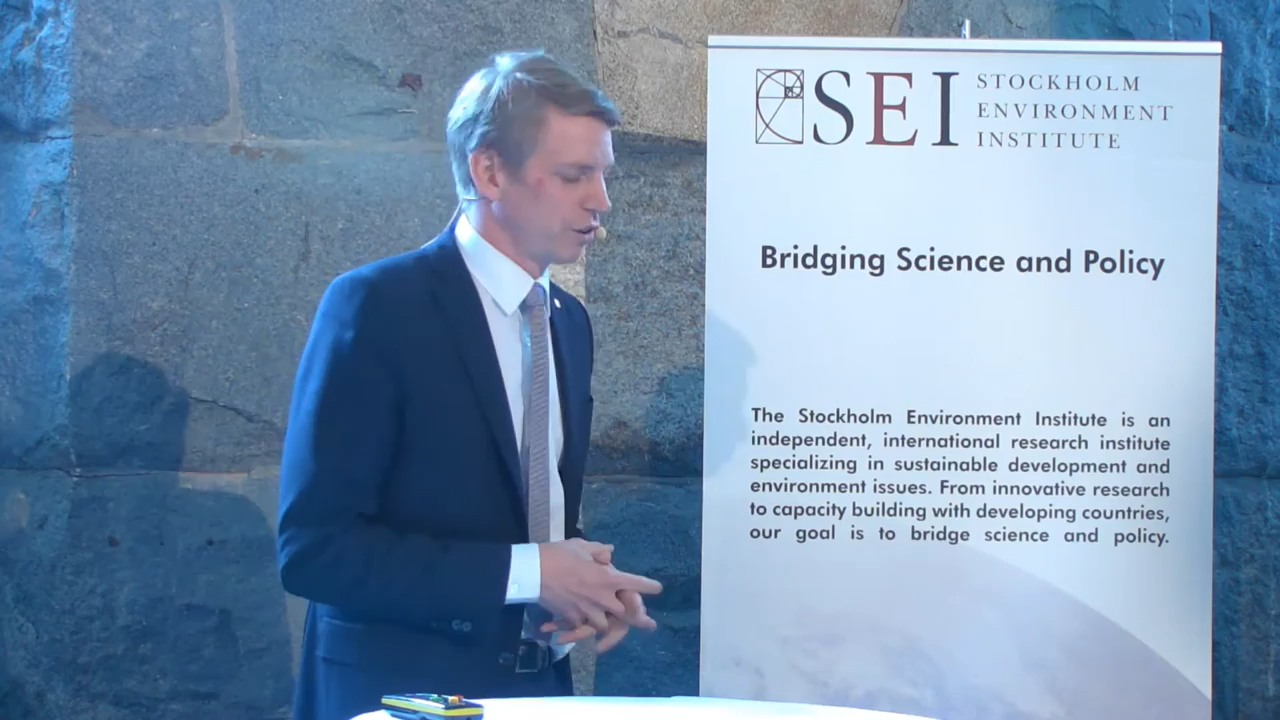 SEI
STOCKHOLM
ENVIRONMENT
INSTITUTE
Bridging Science and Policy
The Stockholm Environment Institute is an
independent, international research institute
specializing in sustainable development and
environment issues. From innovative research
to capacity building with developing countries,
our goal is to bridge science and policy.